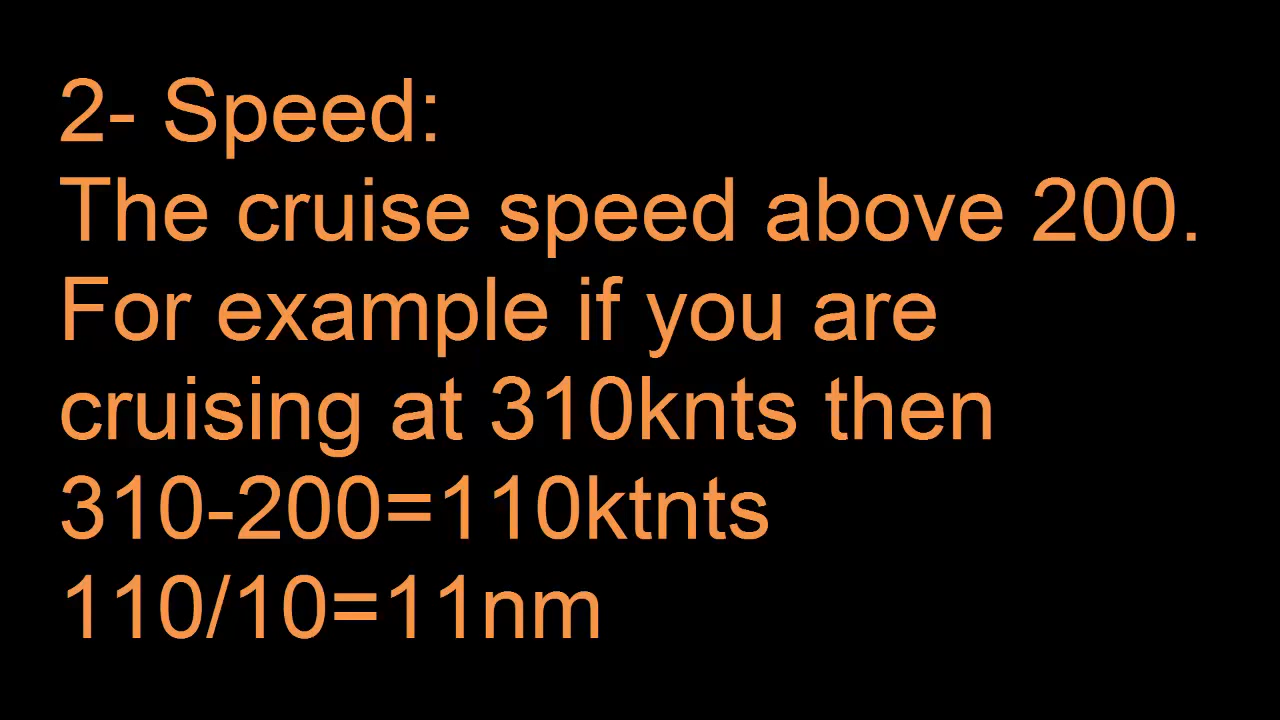 2- Speed:
The cruise speed above 200.
For example if you are
cruising at 310knts then
310-200=110ktnts
110/10=11nm